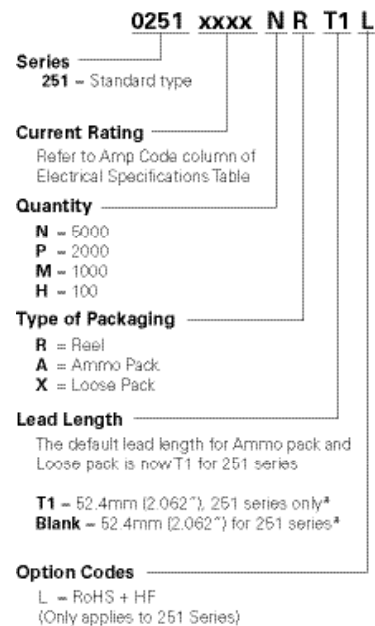 0251 xxxx N R T1 L
Series
251 – Standard type
Current Rating
Refer to Amp Code column of
Electrical Specifications Table
Quantity
N – 5000
P – 2000
M – 1000
H – 100
Type of Packaging
R = Reel
A = Ammo Pack
X = Loose Pack
Lead Length
The default lead length for Ammo pack and
Loose pack is now T1 for 251 series
T1 – 52.4mm (2.062″), 251 series only³
Blank – 52.4mm (2.062″) for 251 series³
Option Codes
L – RoHS + HF
(Only applies to 251 Series)